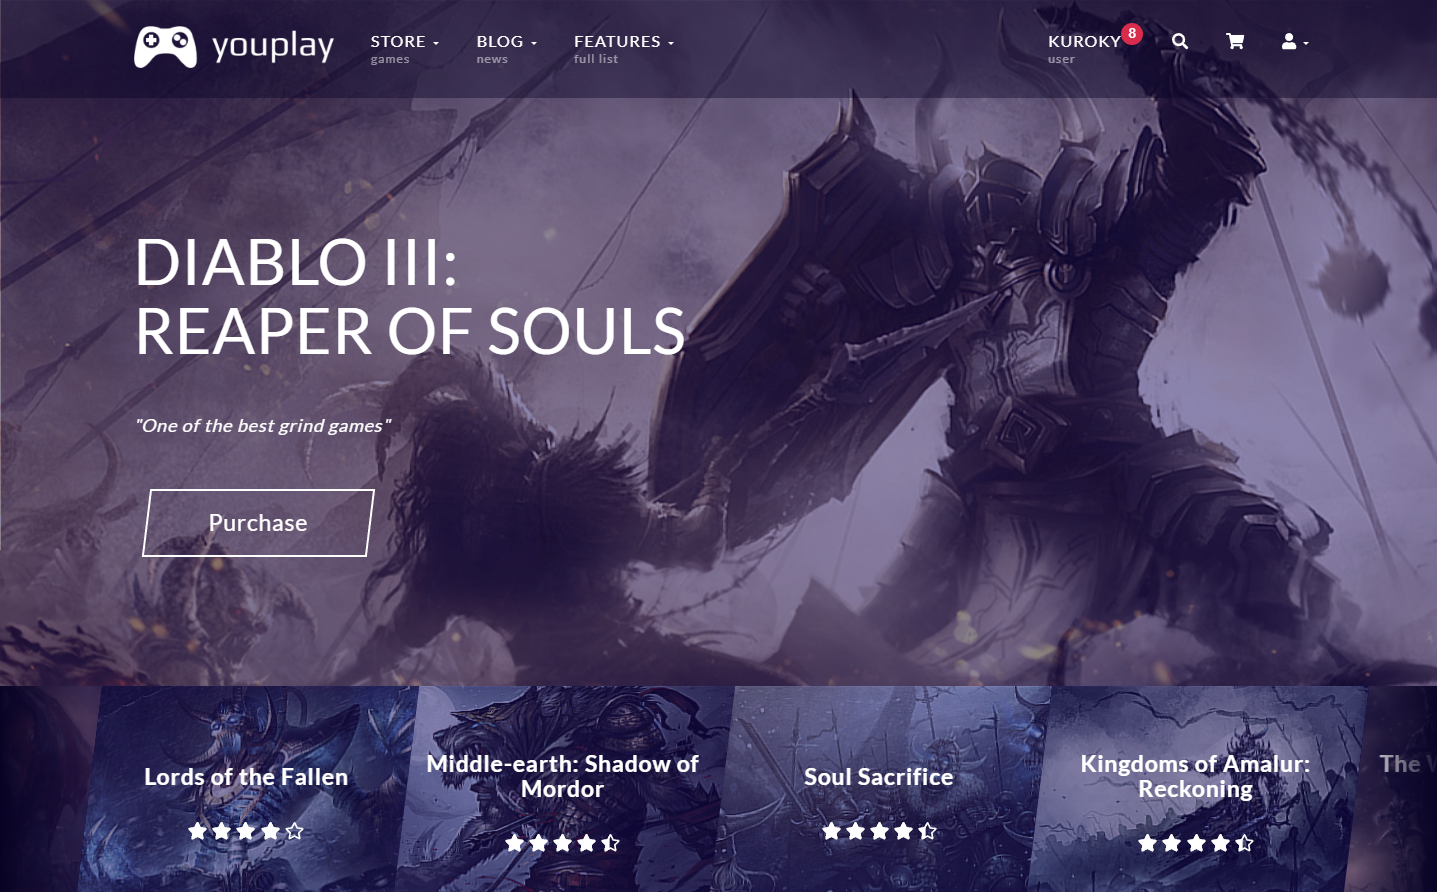 youplay
STORE
games
BLOG
news
FEATURES
full list
KUROKY
8
user
DIABLO III:
REAPER OF SOULS
"One of the best grind games"
Purchase
Lords of the Fallen
Middle-earth: Shadow of
Mordor
Soul Sacrifice
Kingdoms of Amalur:
Reckoning
The